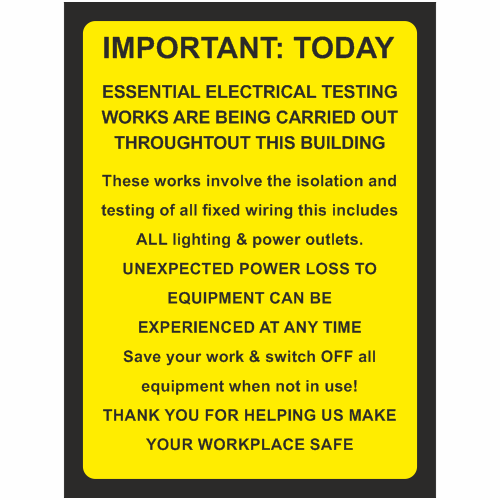 IMPORTANT: TODAY
ESSENTIAL ELECTRICAL TESTING
WORKS ARE BEING CARRIED OUT
THROUGHTOUT THIS BUILDING
These works involve the isolation and
testing of all fixed wiring this includes
ALL lighting & power outlets.
UNEXPECTED POWER LOSS TO
EQUIPMENT CAN BE
EXPERIENCED AT ANY TIME
Save your work & switch OFF all
equipment when not in use!
THANK YOU FOR HELPING US MAKE
YOUR WORKPLACE SAFE